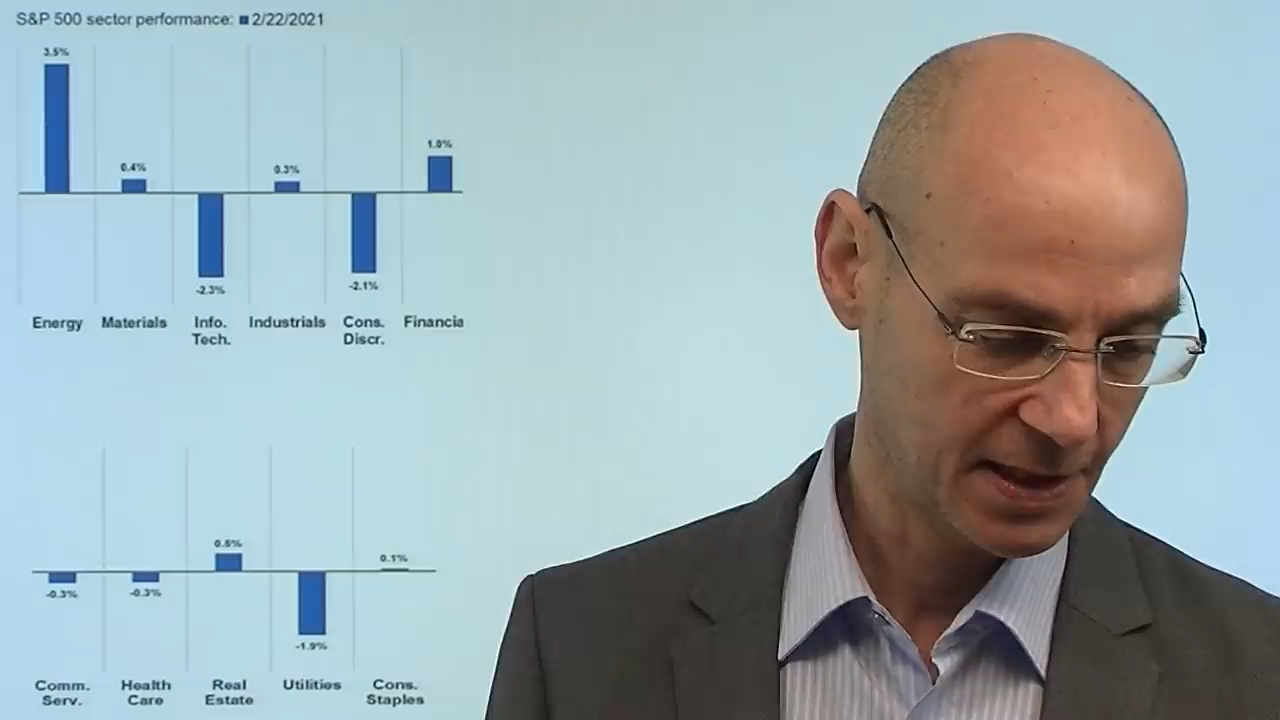 S&P 500 sector performance: 2/22/2021
3.5% 0.4% -2.3% 0.3% -2.1% 1.0%
Energy Materials Info. Industrials Cons. Financia
Tech. Discr.
-0.3% -0.3% 0.5% -1.9% 0.1%
Comm. Health Real Utilities Cons.
Serv. Care Estate Staples